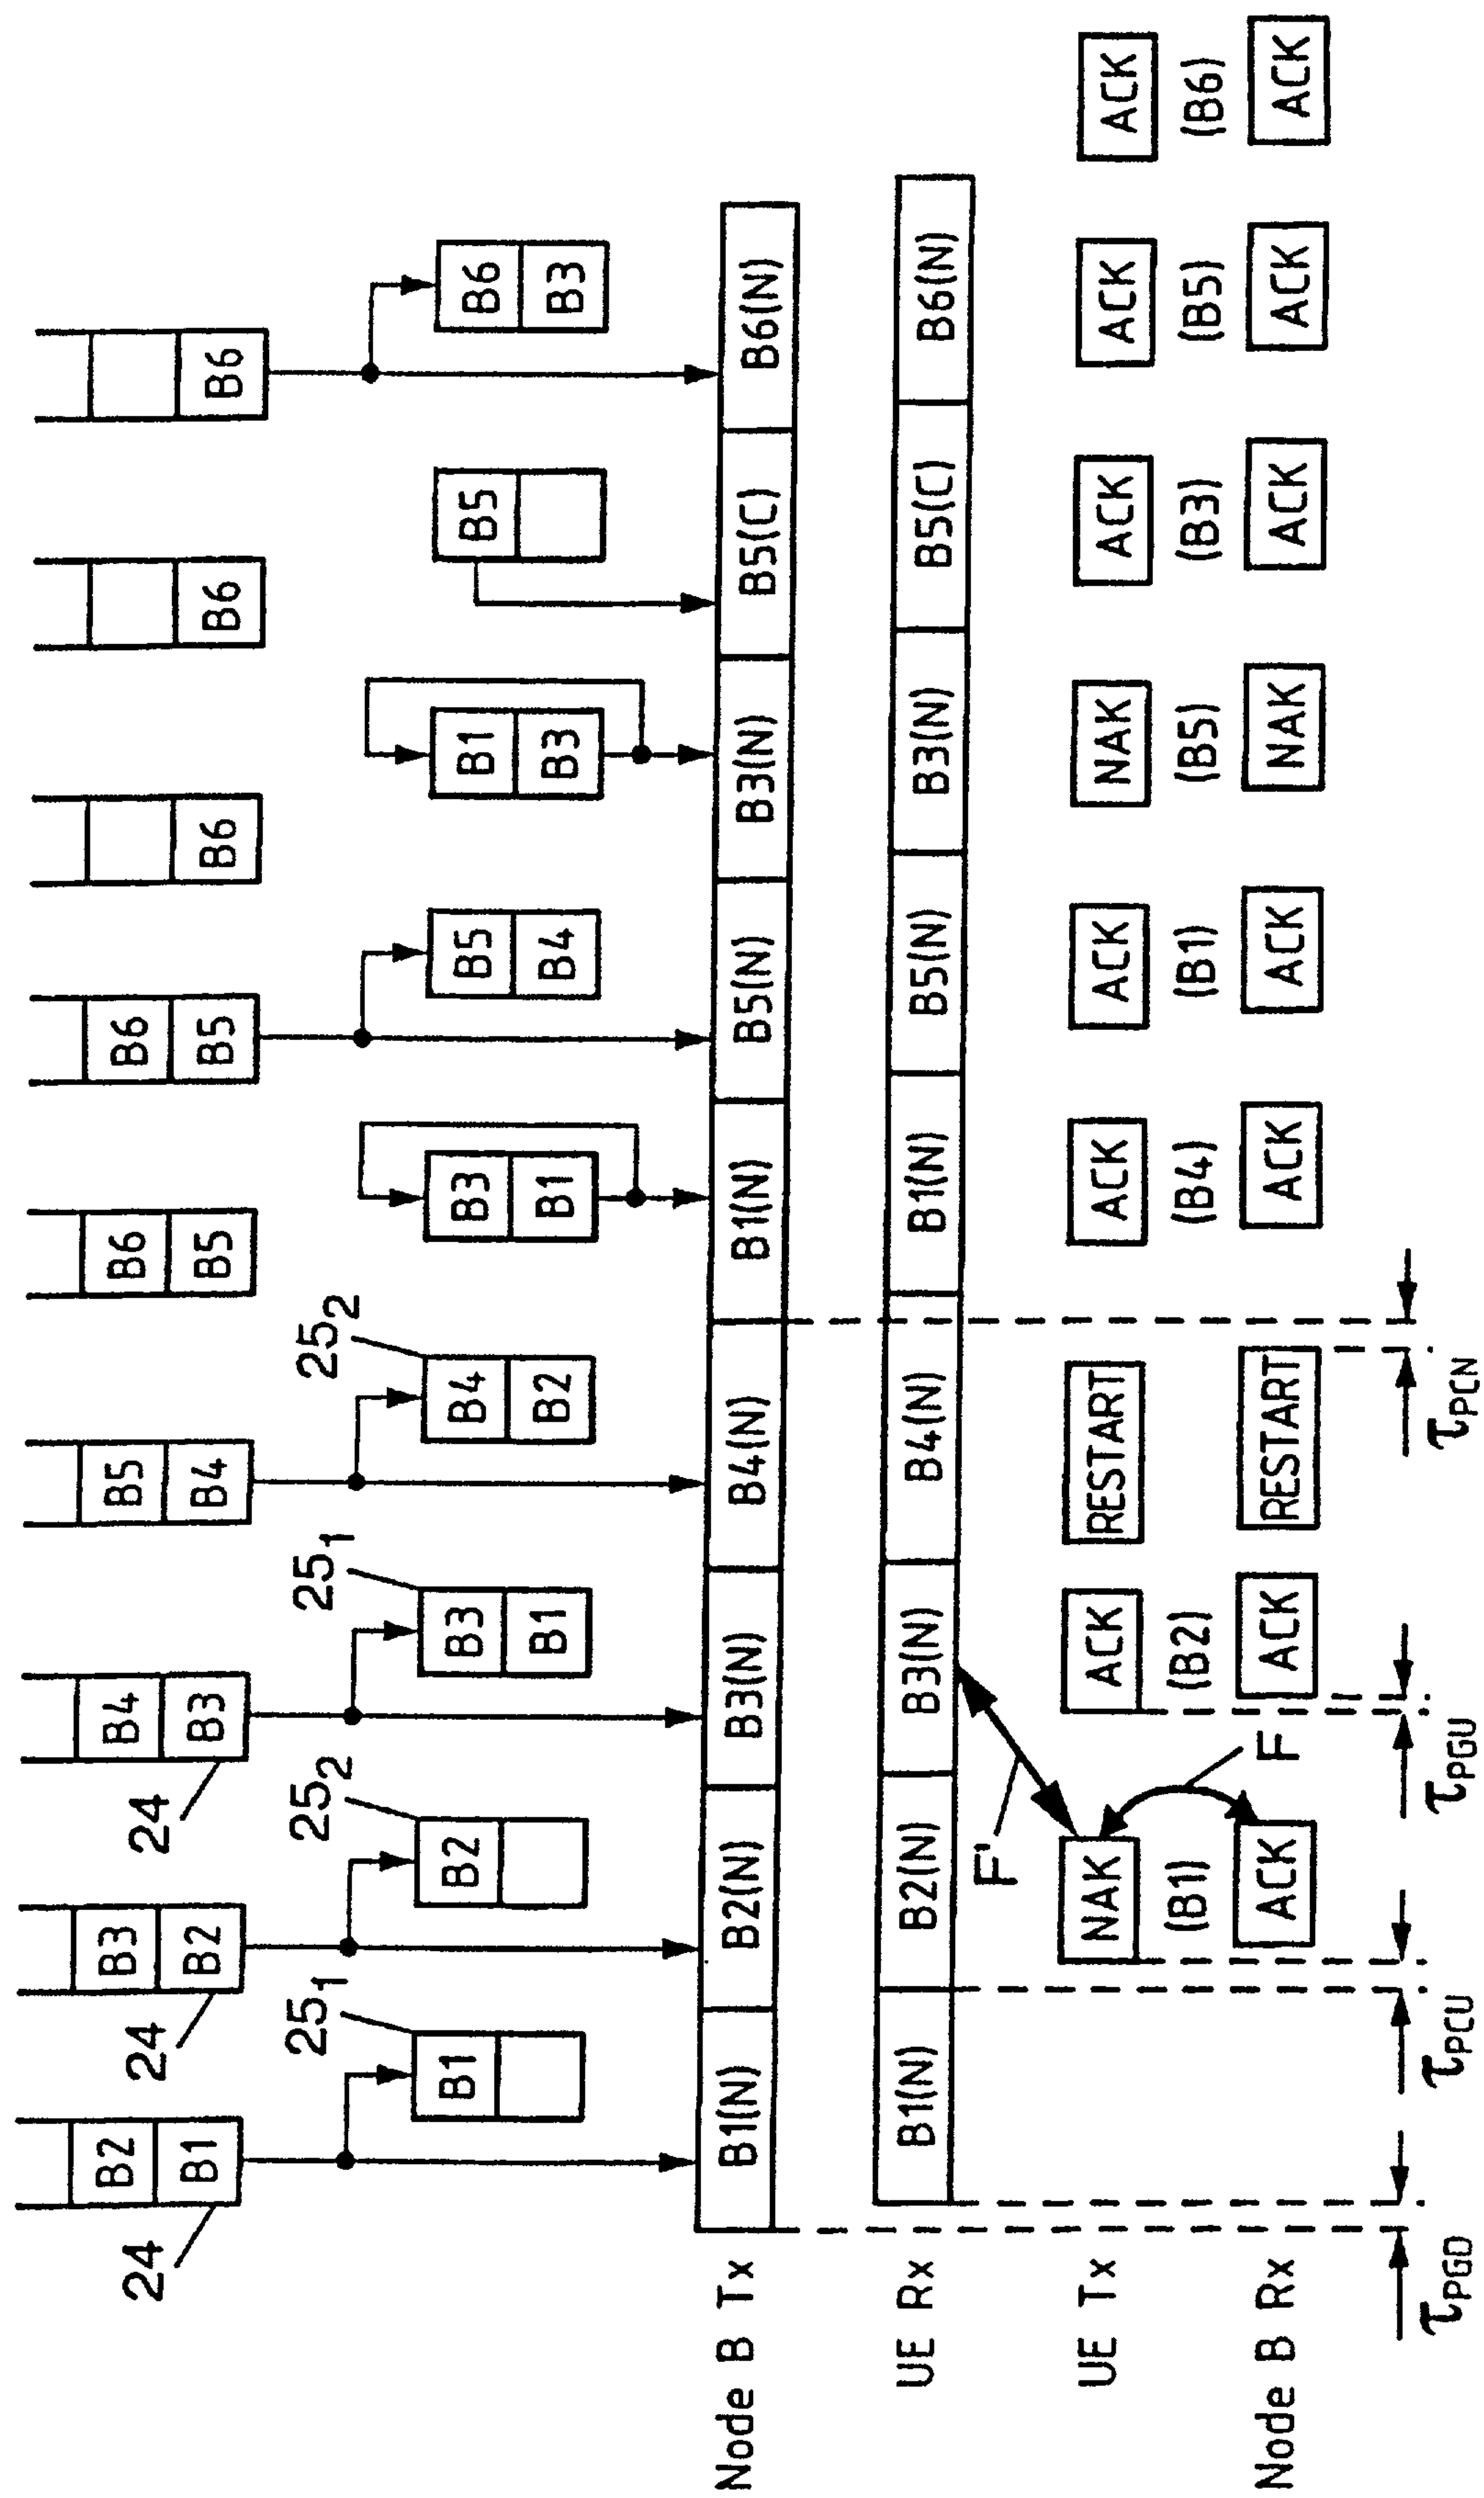 B2 B3 B4 B5 B6 B6
B1 B2 B3 B4 B5 B5 B6 B6 B6
24 24 24
25₁ 25₂ 25₁ 25₂
B1 B2 B3 B4 B3 B5 B1 B5 B6
B1 B2 B1 B4 B3 B3
Node B Tx B1(N) B2(N) B3(N) B4(N) B1(N) B5(N) B3(N) B5(C) B6(N)
UE Rx B1(N) B2(N) B3(N) B4(N) B1(N) B5(N) B3(N) B5(C) B6(N)
F'
UE Tx NAK ACK RESTART ACK ACK NAK ACK ACK ACK
(B1) (B2) (B4) (B1) (B5) (B3) (B5) (B6)
F
Node B Rx ACK ACK RESTART ACK ACK NAK ACK ACK ACK
τPGD τPCU τPGU τPCN